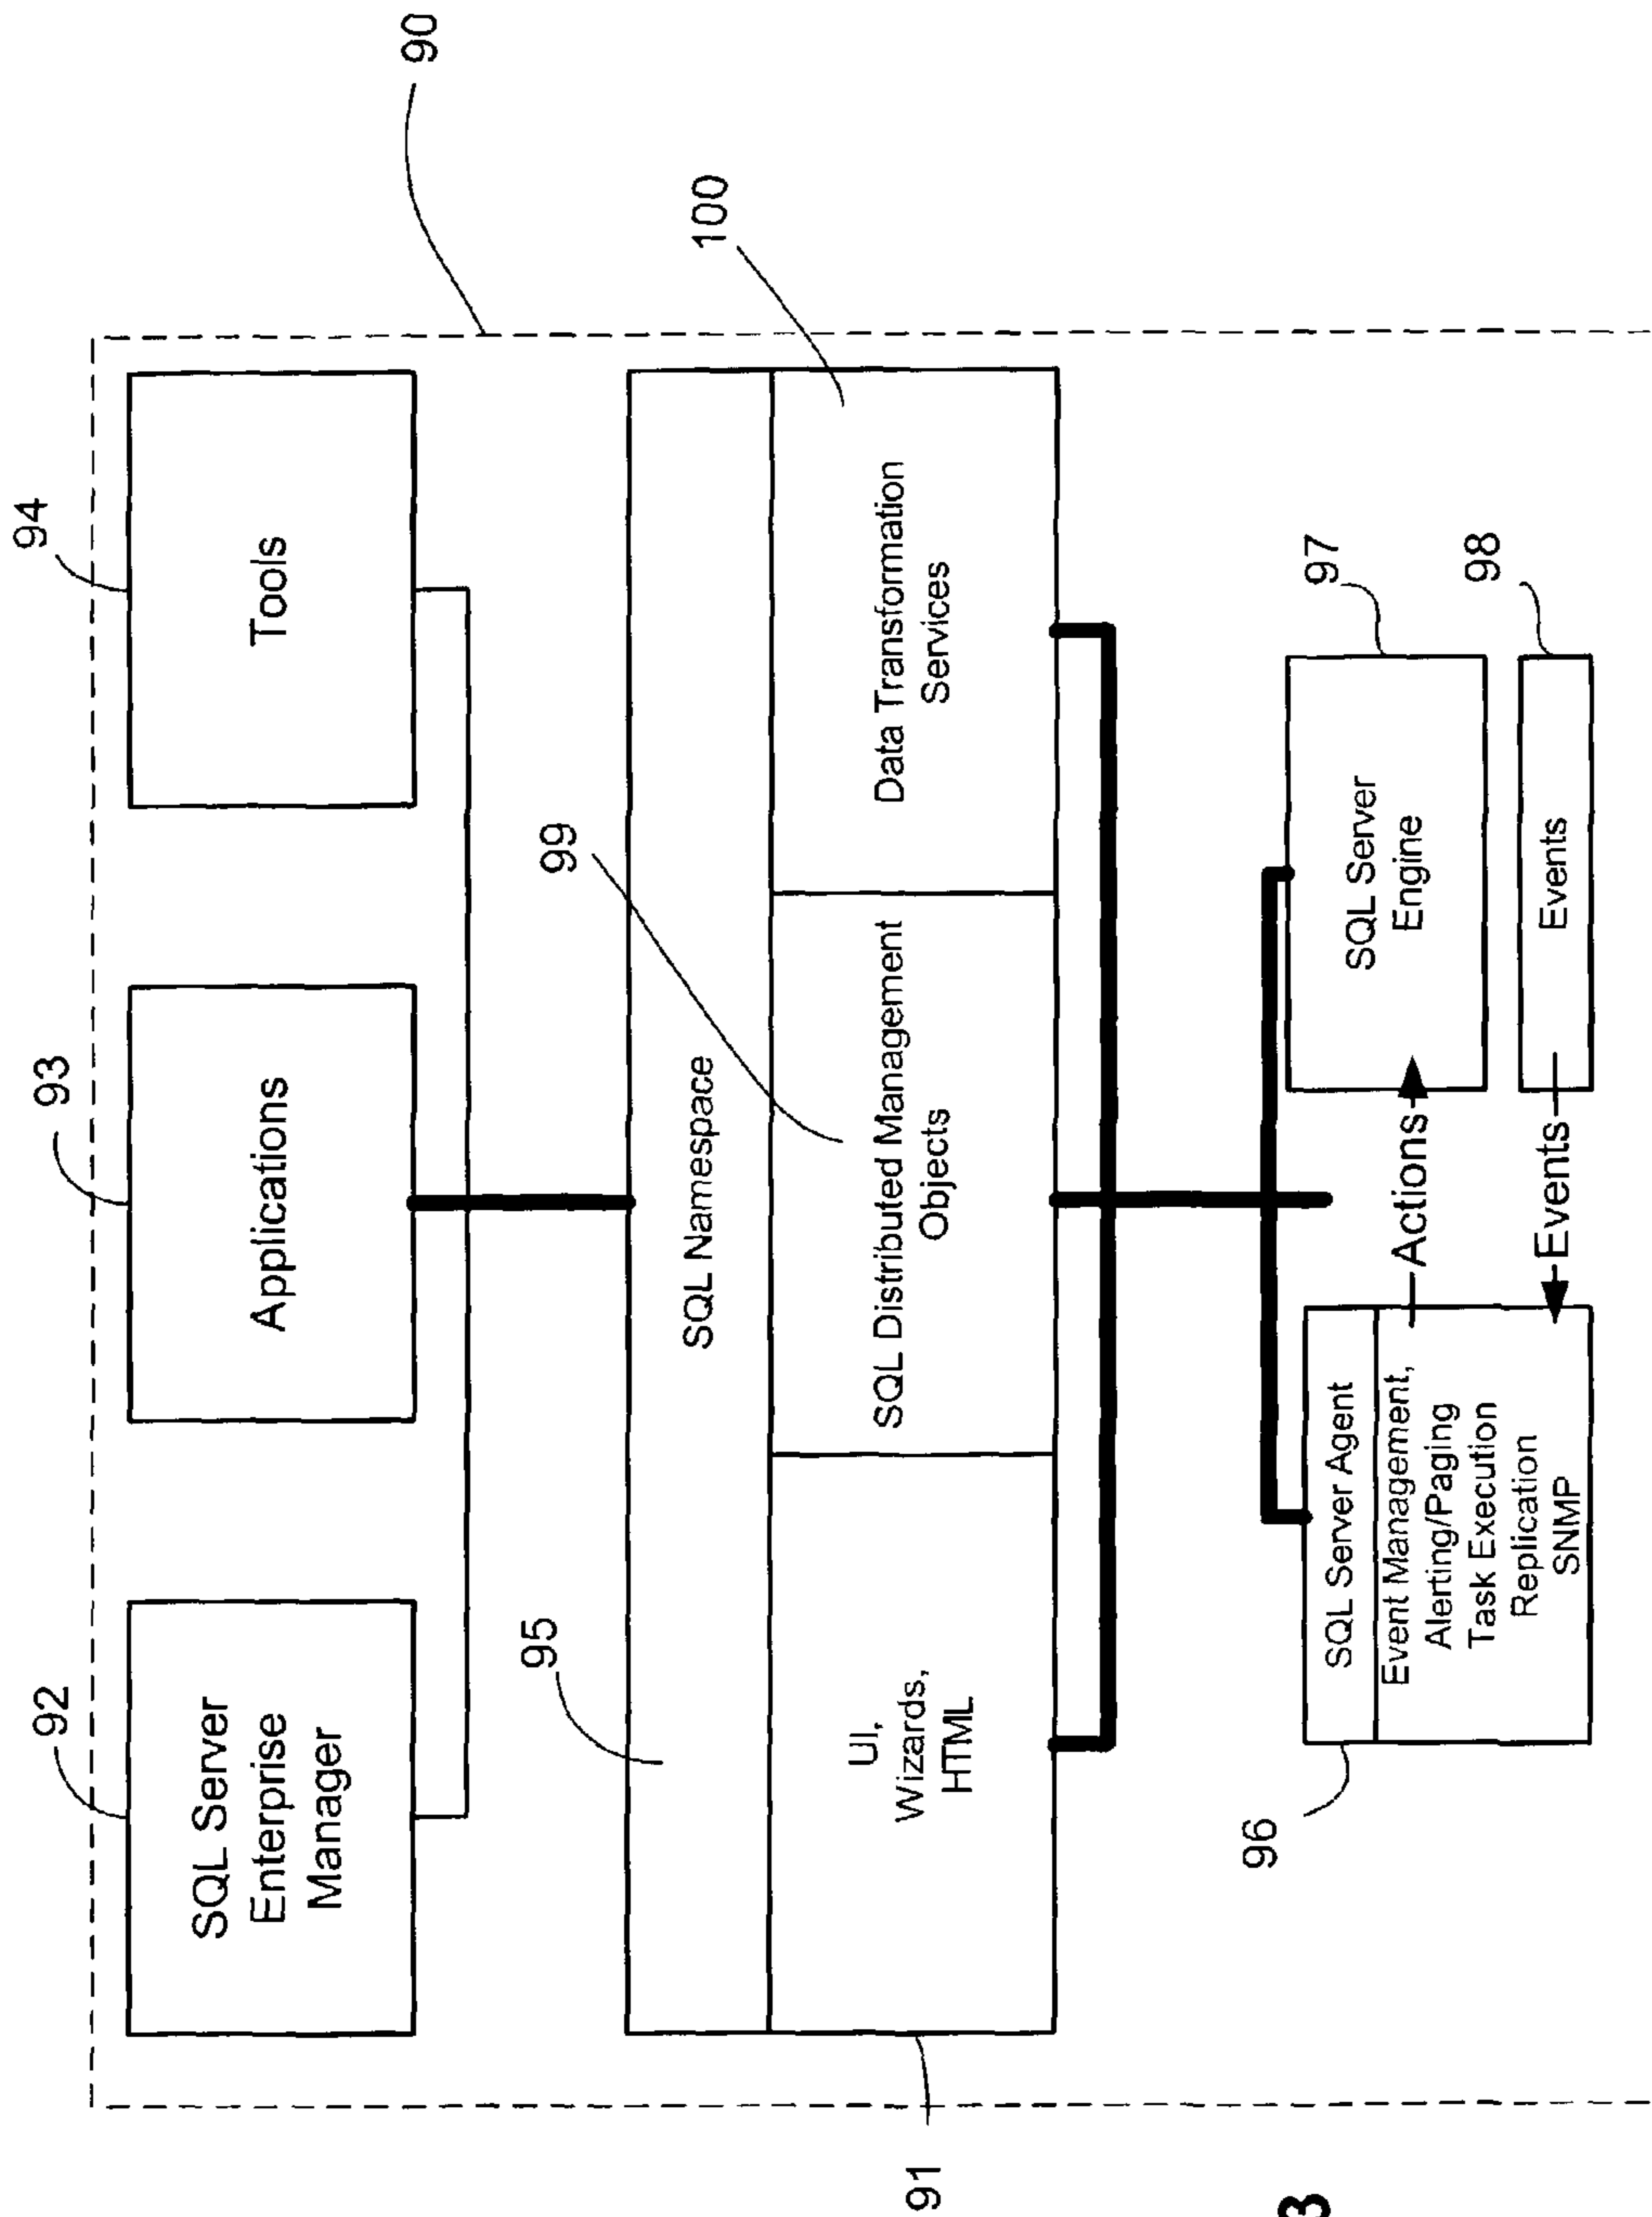 90
92
93
94
SQL Server
Enterprise
Manager
Applications
Tools
95
99
100
SQL Namespace
91
UI,
Wizards,
HTML
SQL Distributed Management
Objects
Data Transformation
Services
96
SQL Server Agent
Event Management,
Alerting/Paging
Task Execution
Replication
SNMP
Actions
Events
SQL Server
Engine
97
Events
98
3